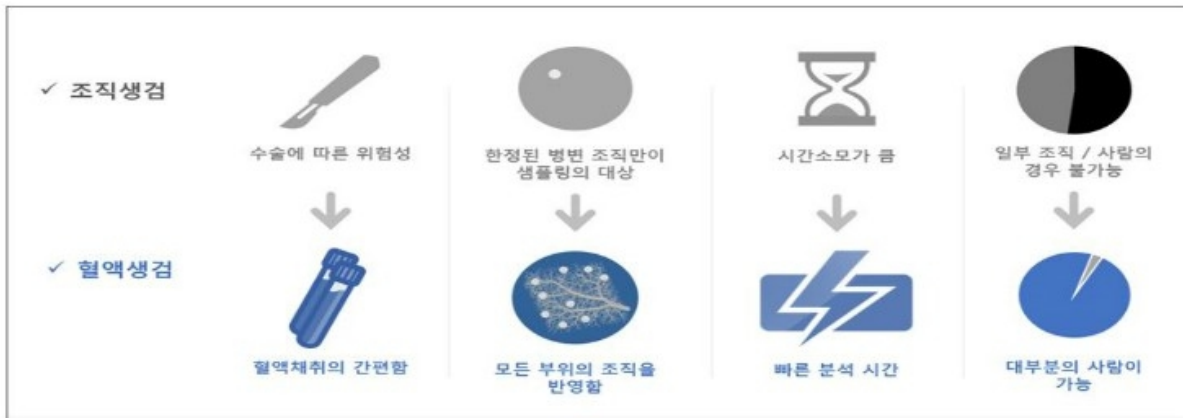 ✓ 조직생검
수술에 따른 위험성
한정된 병변 조직만이
샘플링의 대상
시간소모가 큼
일부 조직 / 사람의
경우 불가능
✓ 혈액생검
혈액채취의 간편함
모든 부위의 조직을
반영함
빠른 분석 시간
대부분의 사람이
가능